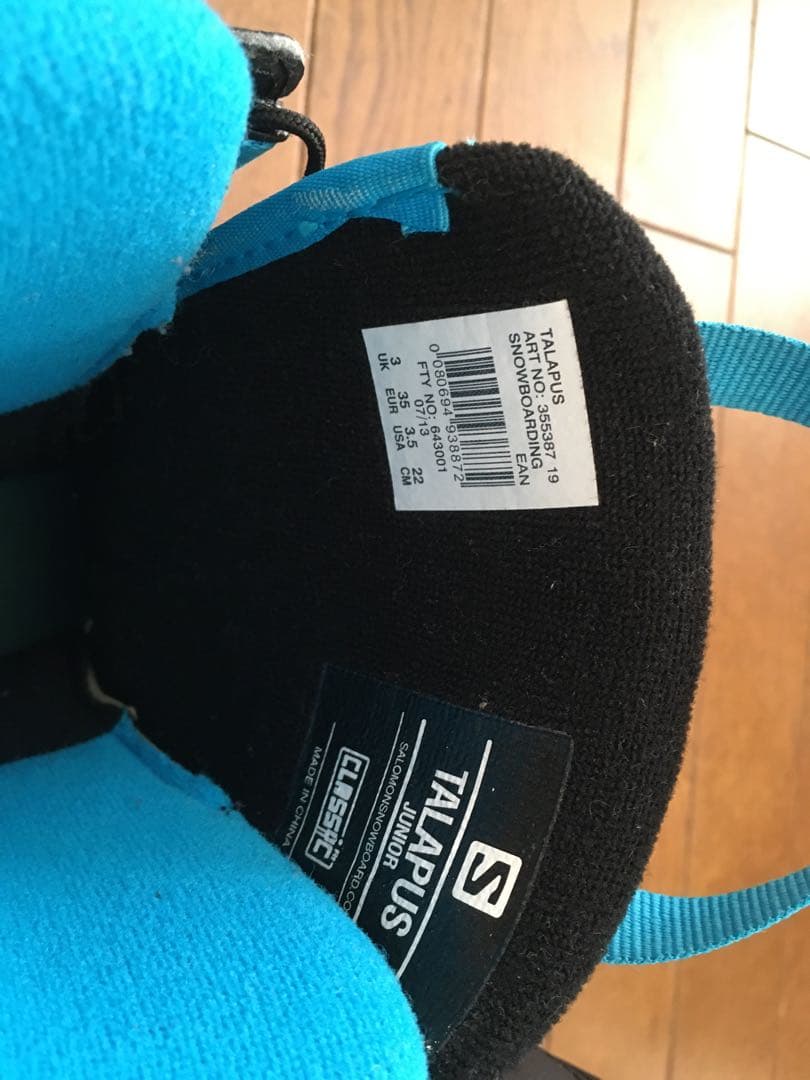 TALAPUS
ART NO: 355387 19
SNOWBOARDING EAN
0 080694 938872
FTY NO: 643001
07/13
3 35 3.5 22
UK EUR USA CM
S
TALAPUS
JUNIOR
SALOMONSNOWBOARD.CO
CLASSIC
MADE IN CHINA